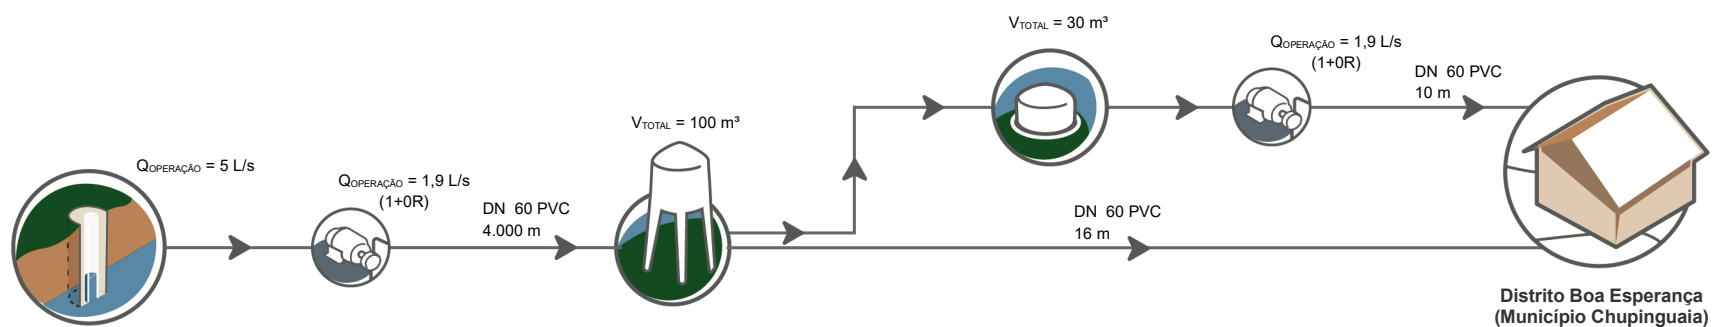 Qoperação = 5 L/s
Qoperação = 1,9 L/s
(1+0R)
DN 60 PVC
4.000 m
Vtotal = 100 m³
Vtotal = 30 m³
Qoperação = 1,9 L/s
(1+0R)
DN 60 PVC
10 m
DN 60 PVC
16 m
Distrito Boa Esperança
(Município Chupinguaia)